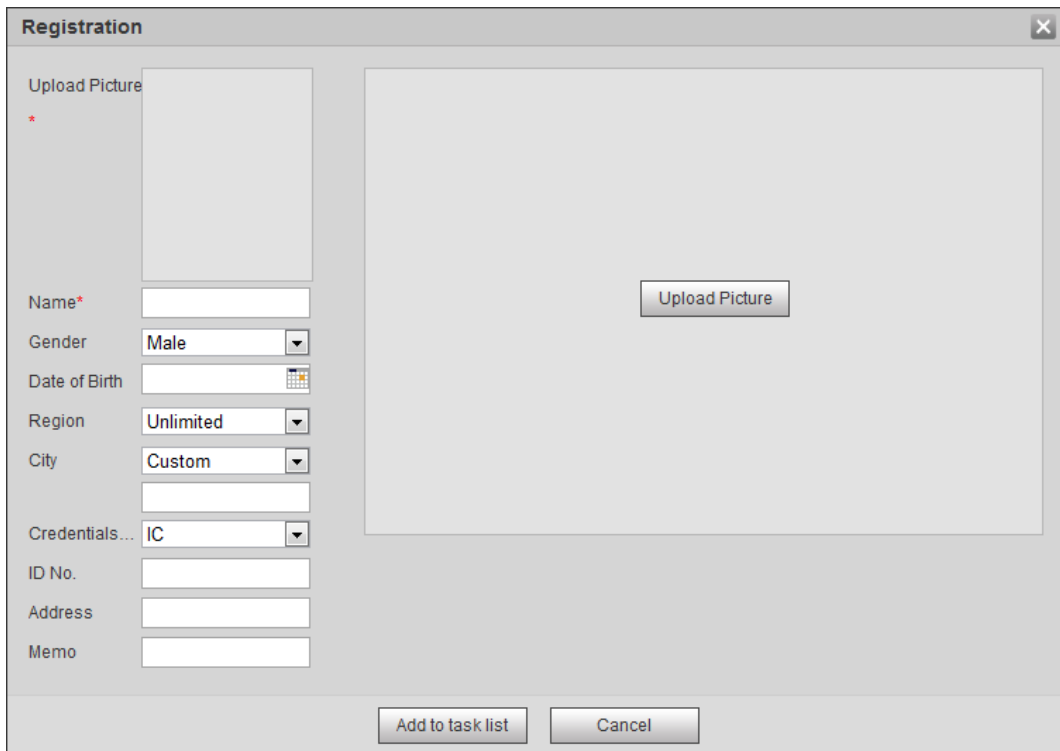 Registration
Upload Picture
*
Upload Picture
Name*
Gender Male
Date of Birth
Region Unlimited
City Custom
Credentials... IC
ID No.
Address
Memo
Add to task list Cancel